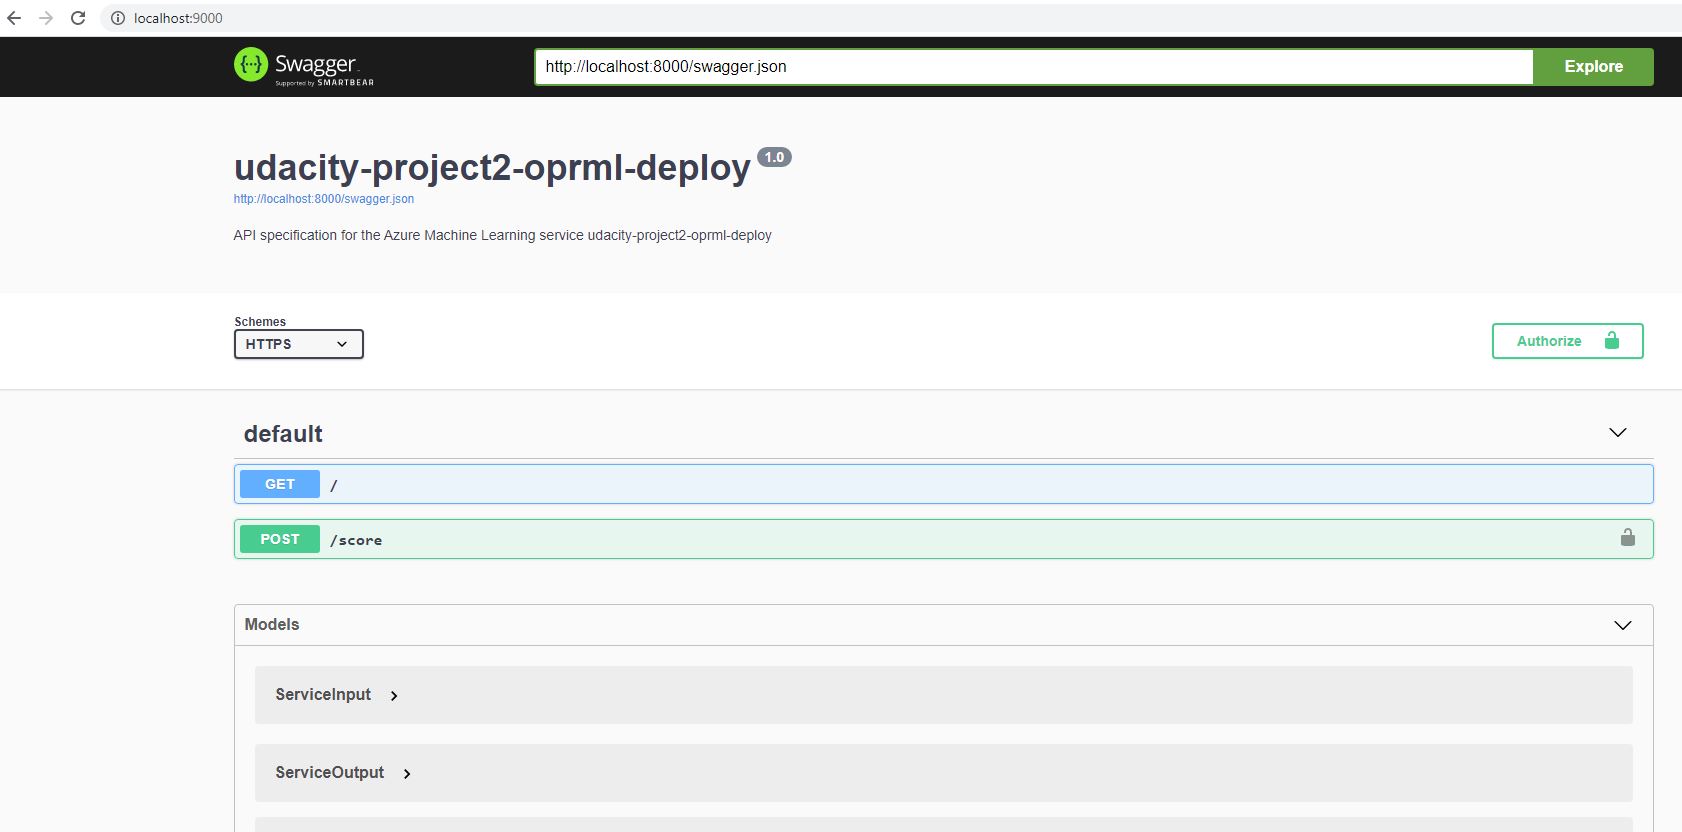 localhost:9000
{···} Swagger
Supported by SMARTBEAR
http://localhost:8000/swagger.json
Explore
udacity-project2-oprml-deploy 1.0
http://localhost:8000/swagger.json
API specification for the Azure Machine Learning service udacity-project2-oprml-deploy
Schemes
HTTPS
Authorize
default
GET /
POST /score
Models
ServiceInput
ServiceOutput